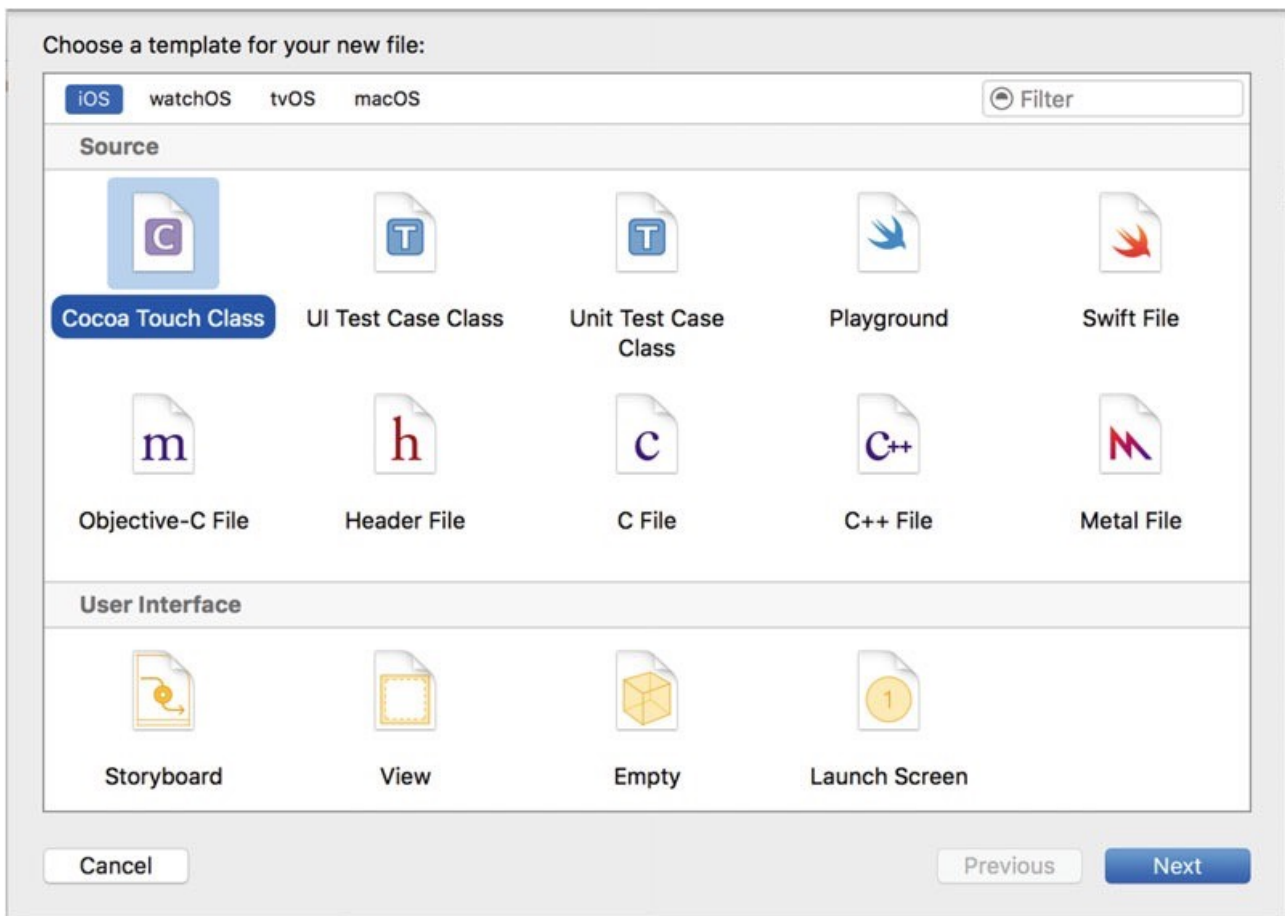 Choose a template for your new file:
iOS watchOS tvOS macOS Filter
Source
C T T
Cocoa Touch Class UI Test Case Class Unit Test Case Playground Swift File
Class
m h c C++
Objective-C File Header File C File C++ File Metal File
User Interface
1
Storyboard View Empty Launch Screen
Cancel Previous Next